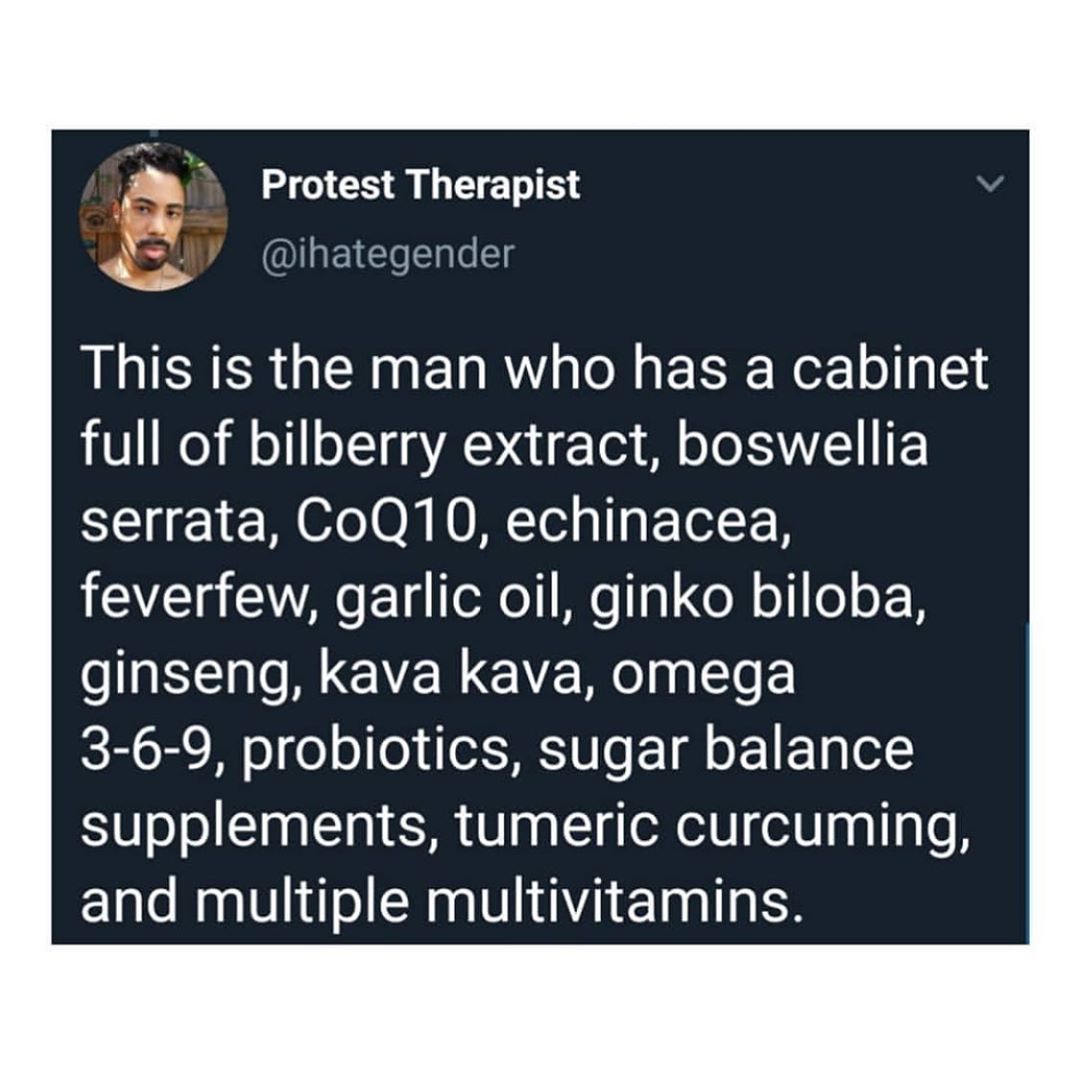 Protest Therapist
@ihategender
This is the man who has a cabinet
full of bilberry extract, boswellia
serrata, CoQ10, echinacea,
feverfew, garlic oil, ginko biloba,
ginseng, kava kava, omega
3-6-9, probiotics, sugar balance
supplements, tumeric curcuming,
and multiple multivitamins.